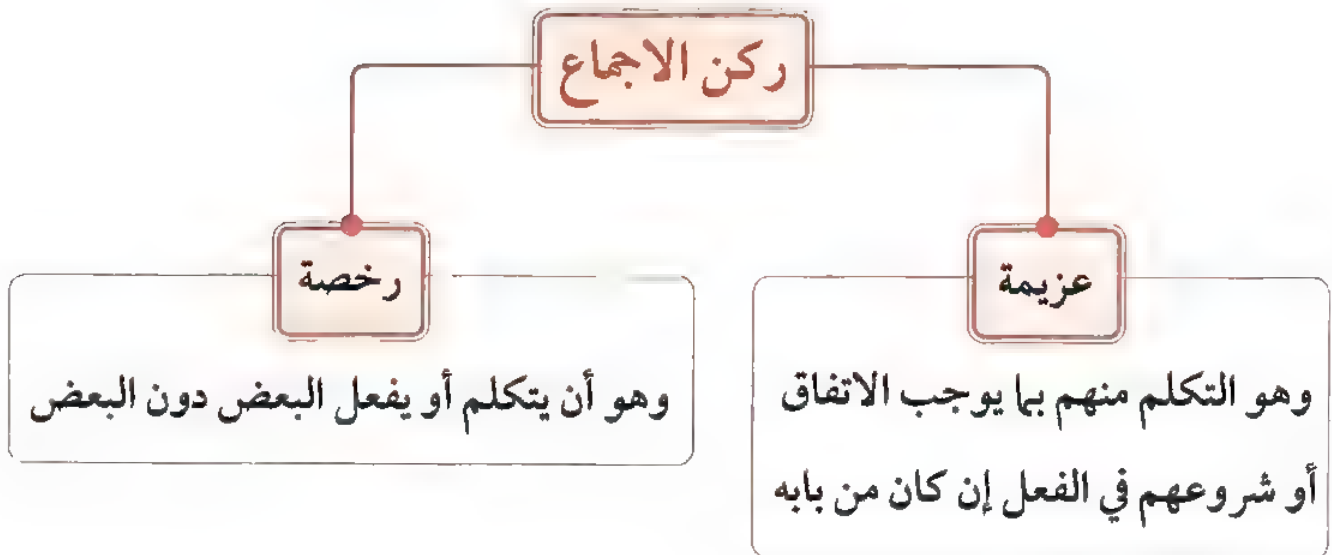 ركن الاجماع
عزيمة
وهو التكلم منهم بما يوجب الاتفاق
أو شروعهم في الفعل إن كان من بابه
رخصة
وهو أن يتكلم أو يفعل البعض دون البعض